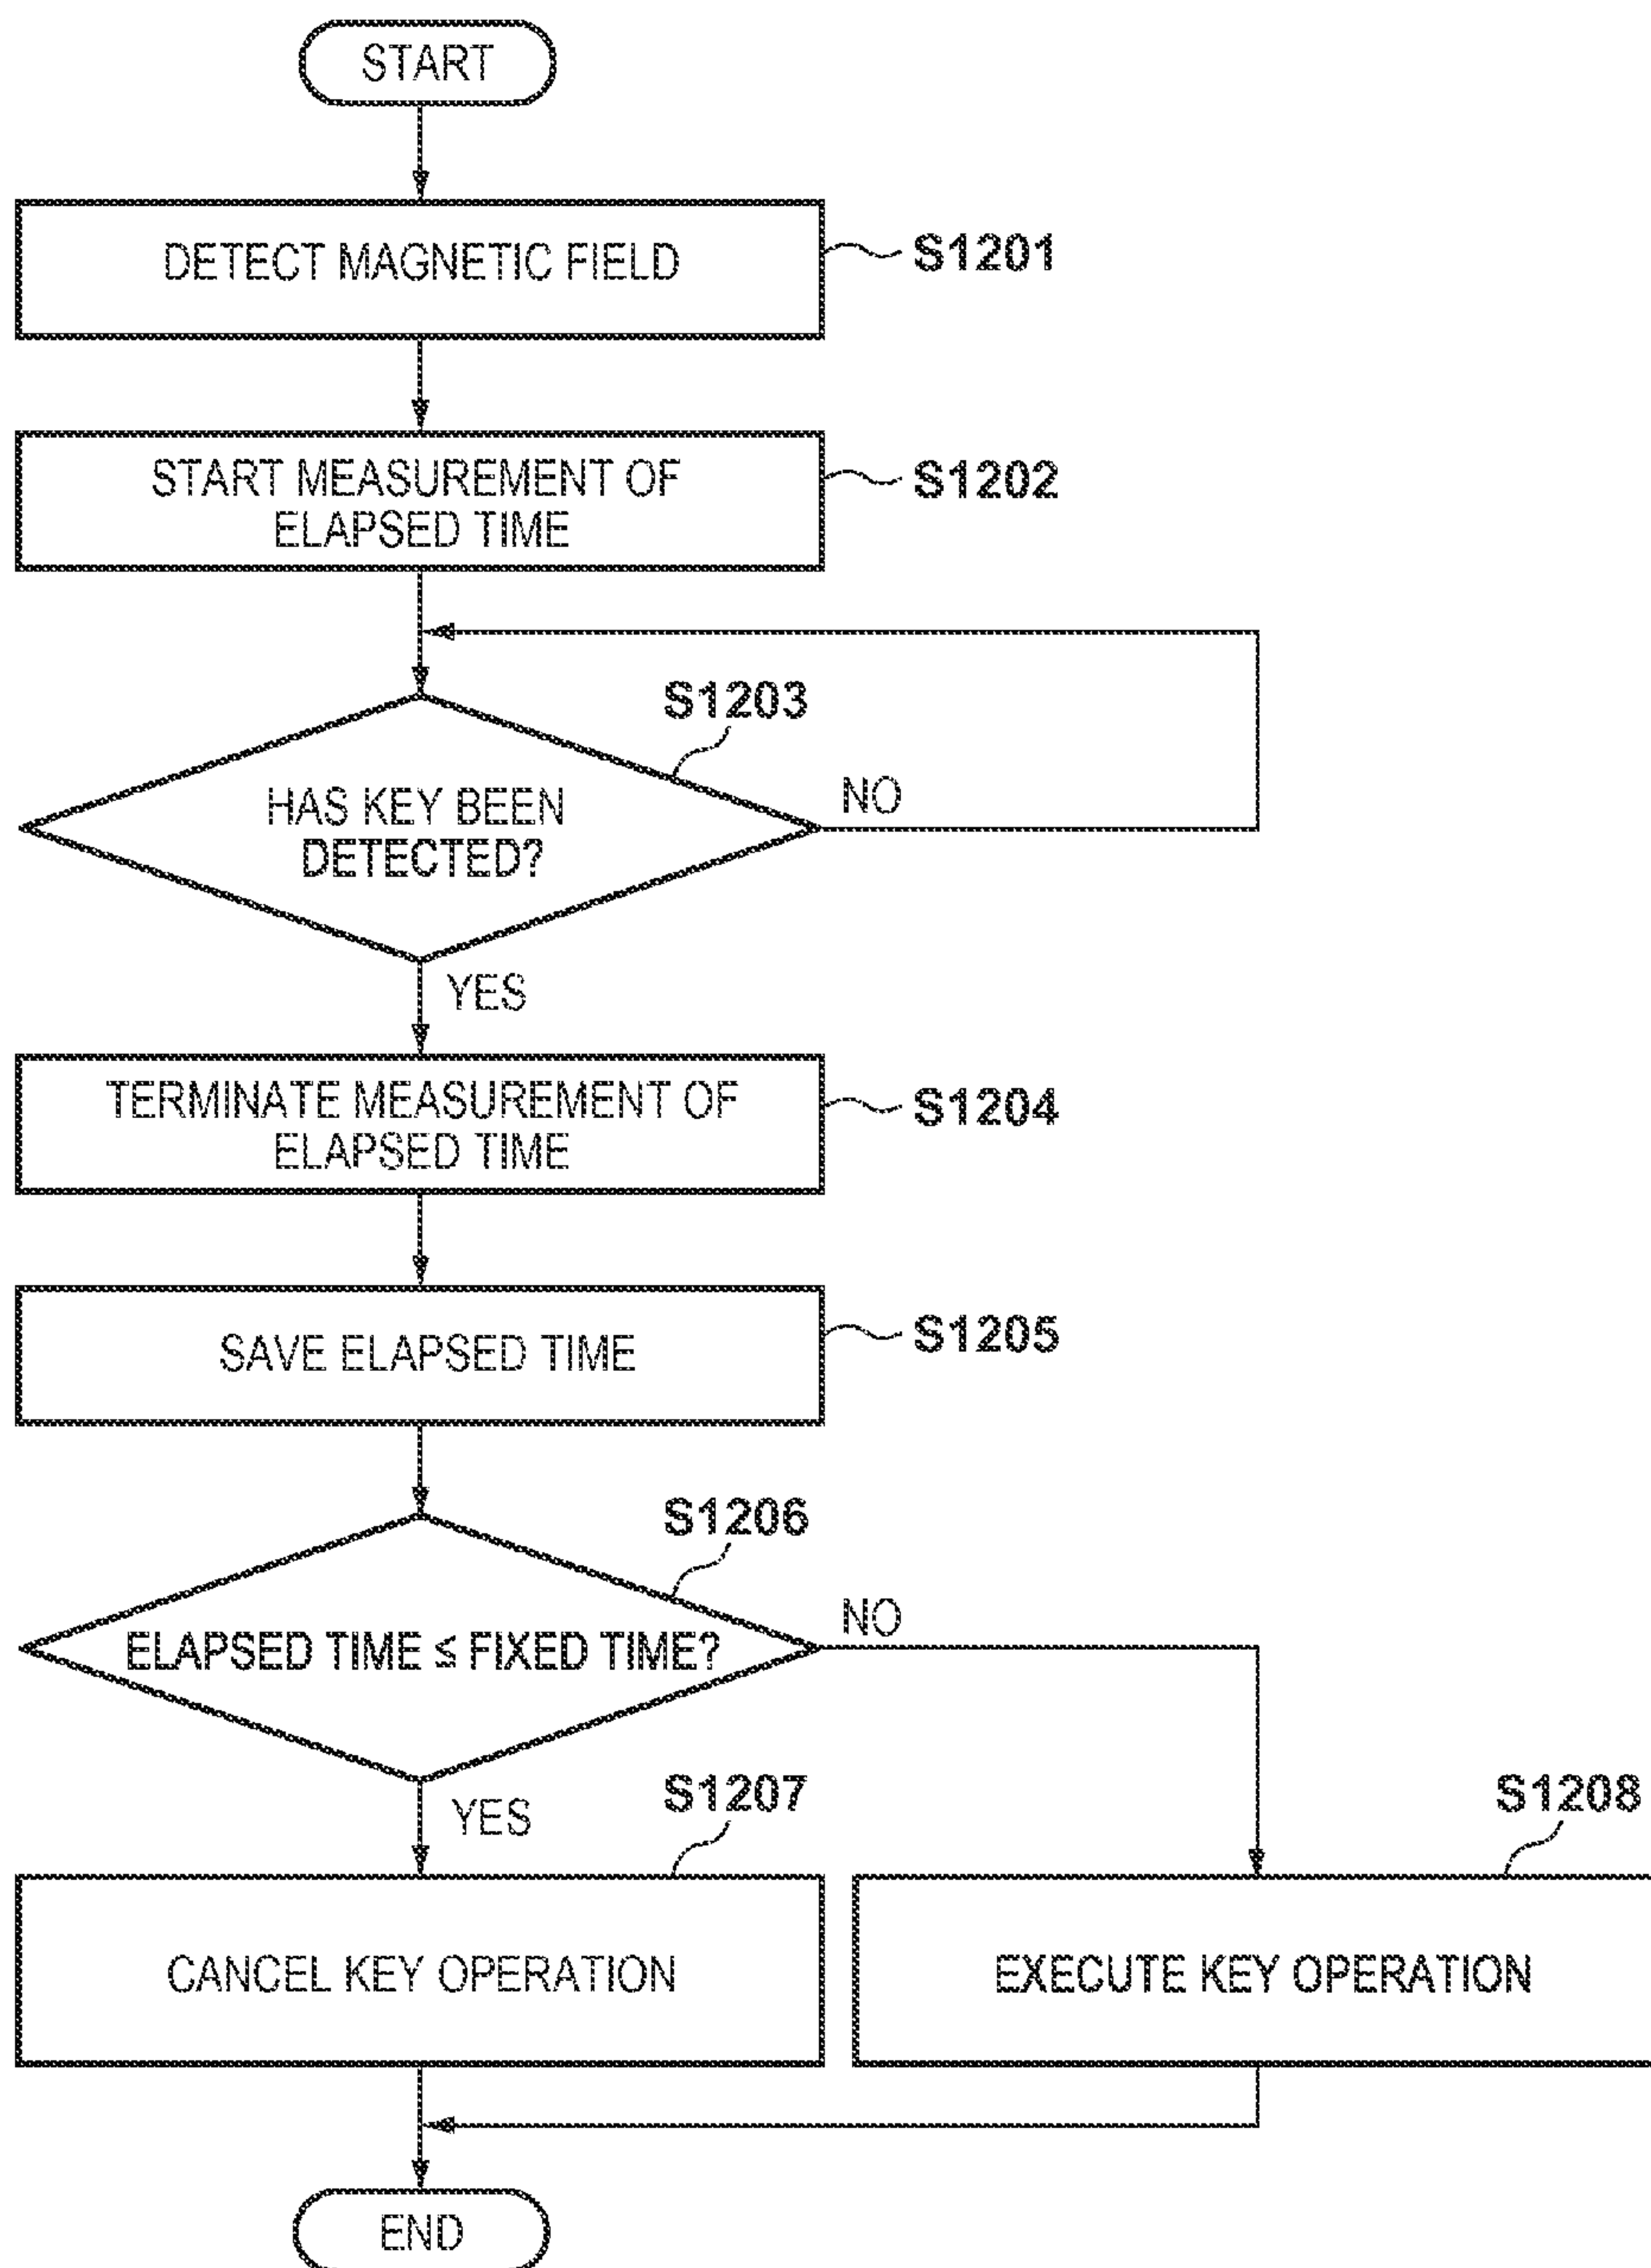 START
DETECT MAGNETIC FIELD
S1201
START MEASUREMENT OF
ELAPSED TIME
S1202
S1203
HAS KEY BEEN
DETECTED?
NO
YES
TERMINATE MEASUREMENT OF
ELAPSED TIME
S1204
SAVE ELAPSED TIME
S1205
S1206
ELAPSED TIME ≤ FIXED TIME?
NO
YES
S1207
S1208
CANCEL KEY OPERATION
EXECUTE KEY OPERATION
END